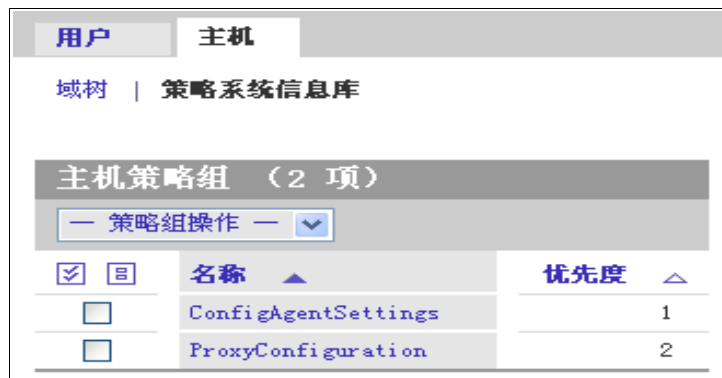 用户 主机
域树 | 策略系统信息库
主机策略组 （2 项）
— 策略组操作 —
名称 优先度
ConfigAgentSettings 1
ProxyConfiguration 2